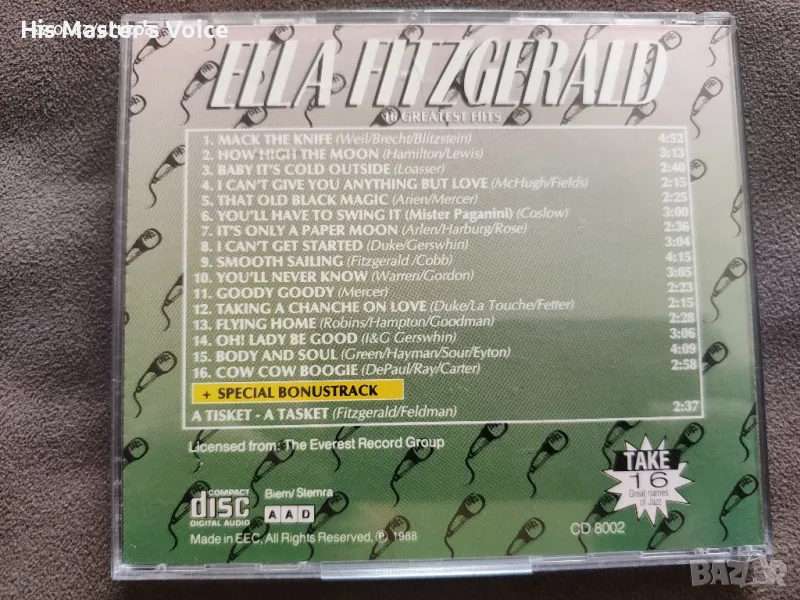 His Master's Voice
ELLA FITZGERALD
16 GREATEST HITS
1. MACK THE KNIFE (Weil/Brecht/Blitzstein) 4:52
2. HOW HIGH THE MOON (Hamilton/Lewis) 3:13
3. BABY IT'S COLD OUTSIDE (Loasser) 2:40
4. I CAN'T GIVE YOU ANYTHING BUT LOVE (McHugh/Fields) 2:15
5. THAT OLD BLACK MAGIC (Arien/Mercer) 2:25
6. YOU'LL HAVE TO SWING IT (Mister Paganini) (Coslow) 3:00
7. IT'S ONLY A PAPER MOON (Arlen/Harburg/Rose) 2:36
8. I CAN'T GET STARTED (Duke/Gerswhin) 3:04
9. SMOOTH SAILING (Fitzgerald /Cobb) 4:15
10. YOU'LL NEVER KNOW (Warren/Gordon) 3:05
11. GOODY GOODY (Mercer) 2:23
12. TAKING A CHANCHE ON LOVE (Duke/La Touche/Fetter) 2:15
13. FLYING HOME (Robins/Hampton/Goodman) 2:28
14. OH! LADY BE GOOD (I&G Gerswhin) 3:06
15. BODY AND SOUL (Green/Hayman/Sour/Eyton) 4:09
16. COW COW BOOGIE (DePaul/Ray/Carter) 2:58
+ SPECIAL BONUSTRACK
A TISKET - A TASKET (Fitzgerald/Feldman) 2:37
Licensed from: The Everest Record Group
TAKE
16
Great names
of Jazz
COMPACT
disc
DIGITAL AUDIO
Biem/Stemra
AAD
CD 8002
Made in EEC, All Rights Reserved, Ⓟ 1988
BAZAR